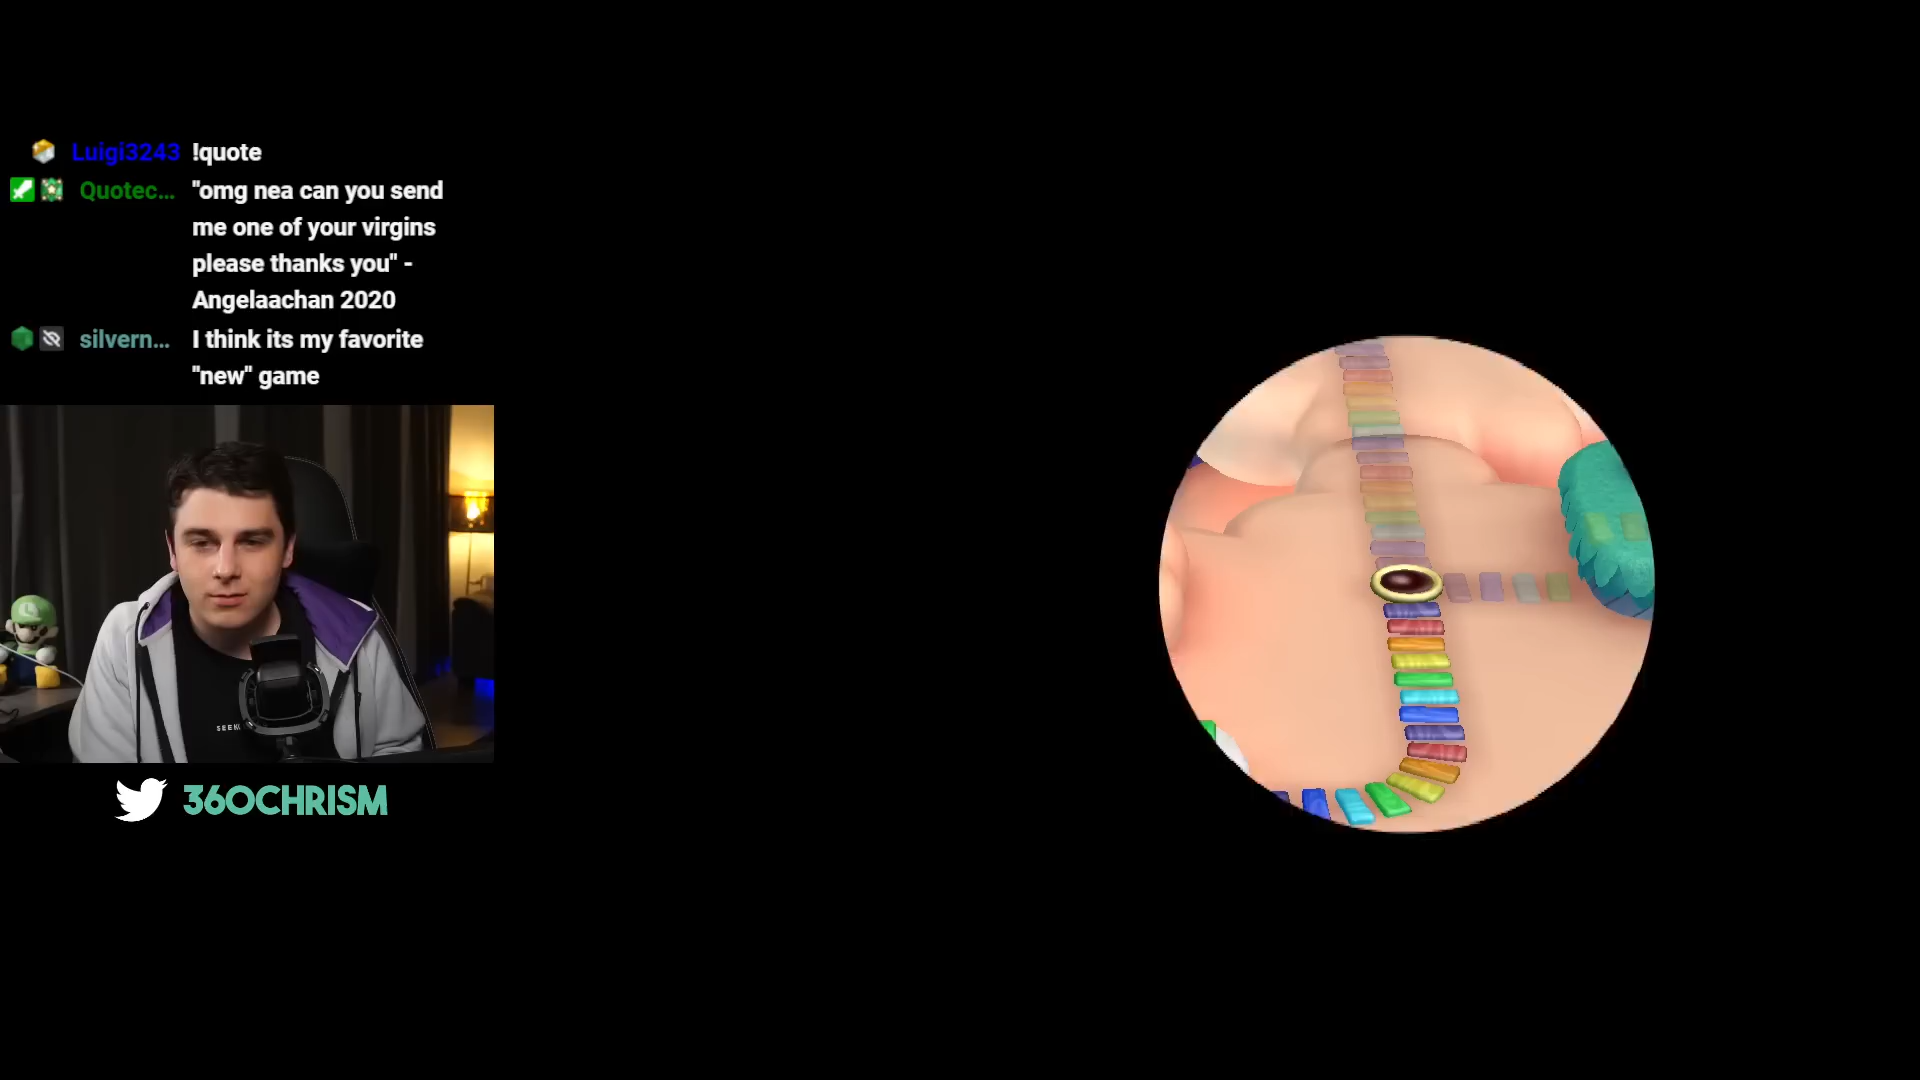 Luigi3243 !quote
Quotec... "omg nea can you send
me one of your virgins
please thanks you" -
Angelaachan 2020
silvern... I think its my favorite
"new" game
SEEK
360CHRISM